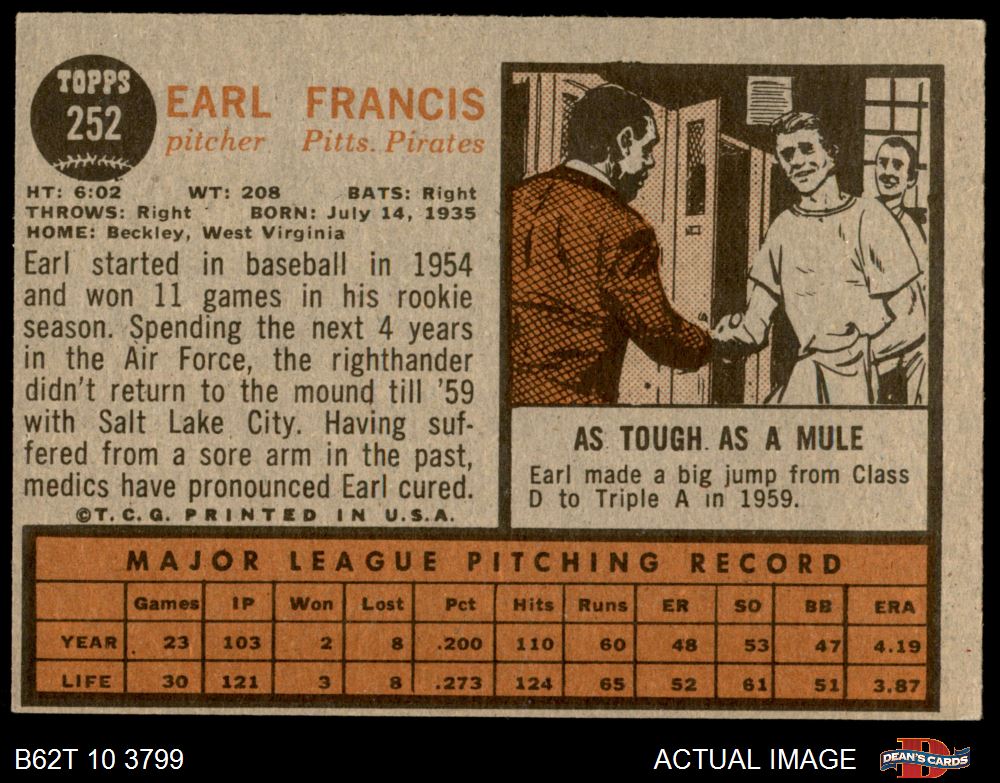 TOPPS
252
EARL FRANCIS
pitcher Pitts. Pirates
HT: 6:02 WT: 208 BATS: Right
THROWS: Right BORN: July 14, 1935
HOME: Beckley, West Virginia
Earl started in baseball in 1954
and won 11 games in his rookie
season. Spending the next 4 years
in the Air Force, the righthander
didn't return to the mound till '59
with Salt Lake City. Having suf-
fered from a sore arm in the past,
medics have pronounced Earl cured.
©T. C. G. PRINTED IN U.S.A.
AS TOUGH AS A MULE
Earl made a big jump from Class
D to Triple A in 1959.
MAJOR LEAGUE PITCHING RECORD
Games IP Won Lost Pct Hits Runs ER SO BB ERA
YEAR 23 103 2 8 .200 110 60 48 53 47 4.19
LIFE 30 121 3 8 .273 124 65 52 61 51 3.87
B62T 10 3799 ACTUAL IMAGE
DEAN'S CARDS